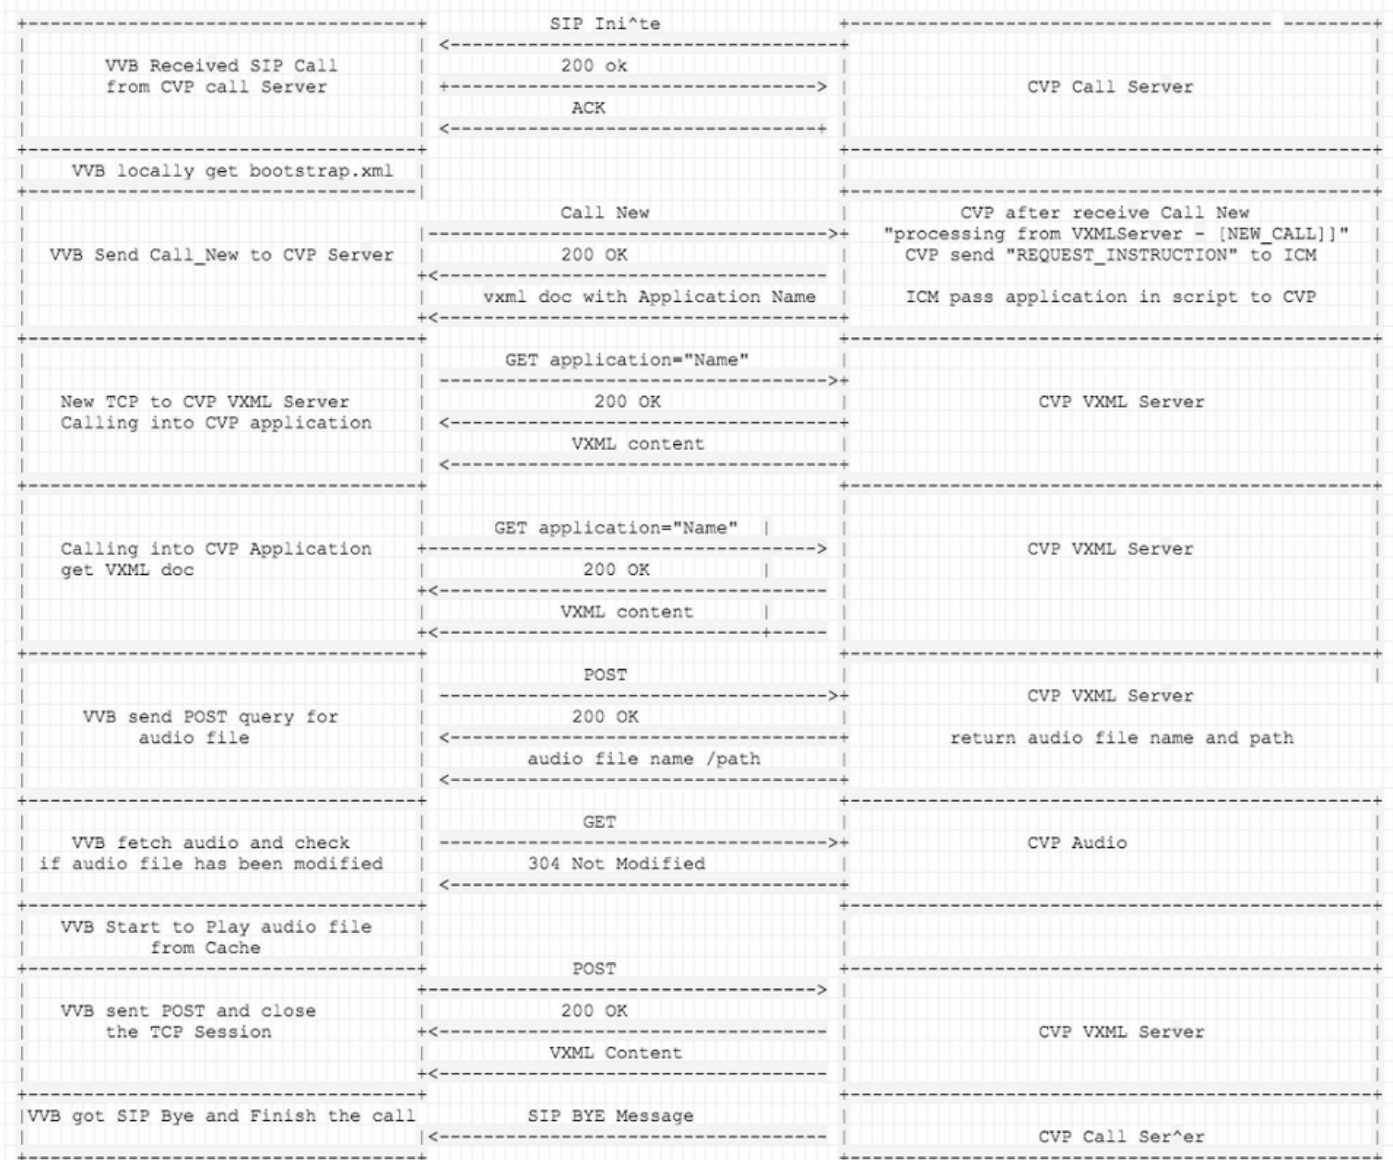 SIP Ini^te
VVB Received SIP Call
from CVP call Server
200 ok
ACK
CVP Call Server
VVB locally get bootstrap.xml
VVB Send Call_New to CVP Server
Call New
200 OK
vxml doc with Application Name
CVP after receive Call New
"processing from VXMLServer - [NEW_CALL]]"
CVP send "REQUEST_INSTRUCTION" to ICM
ICM pass application in script to CVP
New TCP to CVP VXML Server
Calling into CVP application
GET application="Name"
200 OK
VXML content
CVP VXML Server
Calling into CVP Application
get VXML doc
GET application="Name"
200 OK
VXML content
CVP VXML Server
VVB send POST query for
audio file
POST
200 OK
audio file name /path
CVP VXML Server
return audio file name and path
VVB fetch audio and check
if audio file has been modified
GET
304 Not Modified
CVP Audio
VVB Start to Play audio file
from Cache
VVB sent POST and close
the TCP Session
POST
200 OK
VXML Content
CVP VXML Server
VVB got SIP Bye and Finish the call
SIP BYE Message
CVP Call Ser^er